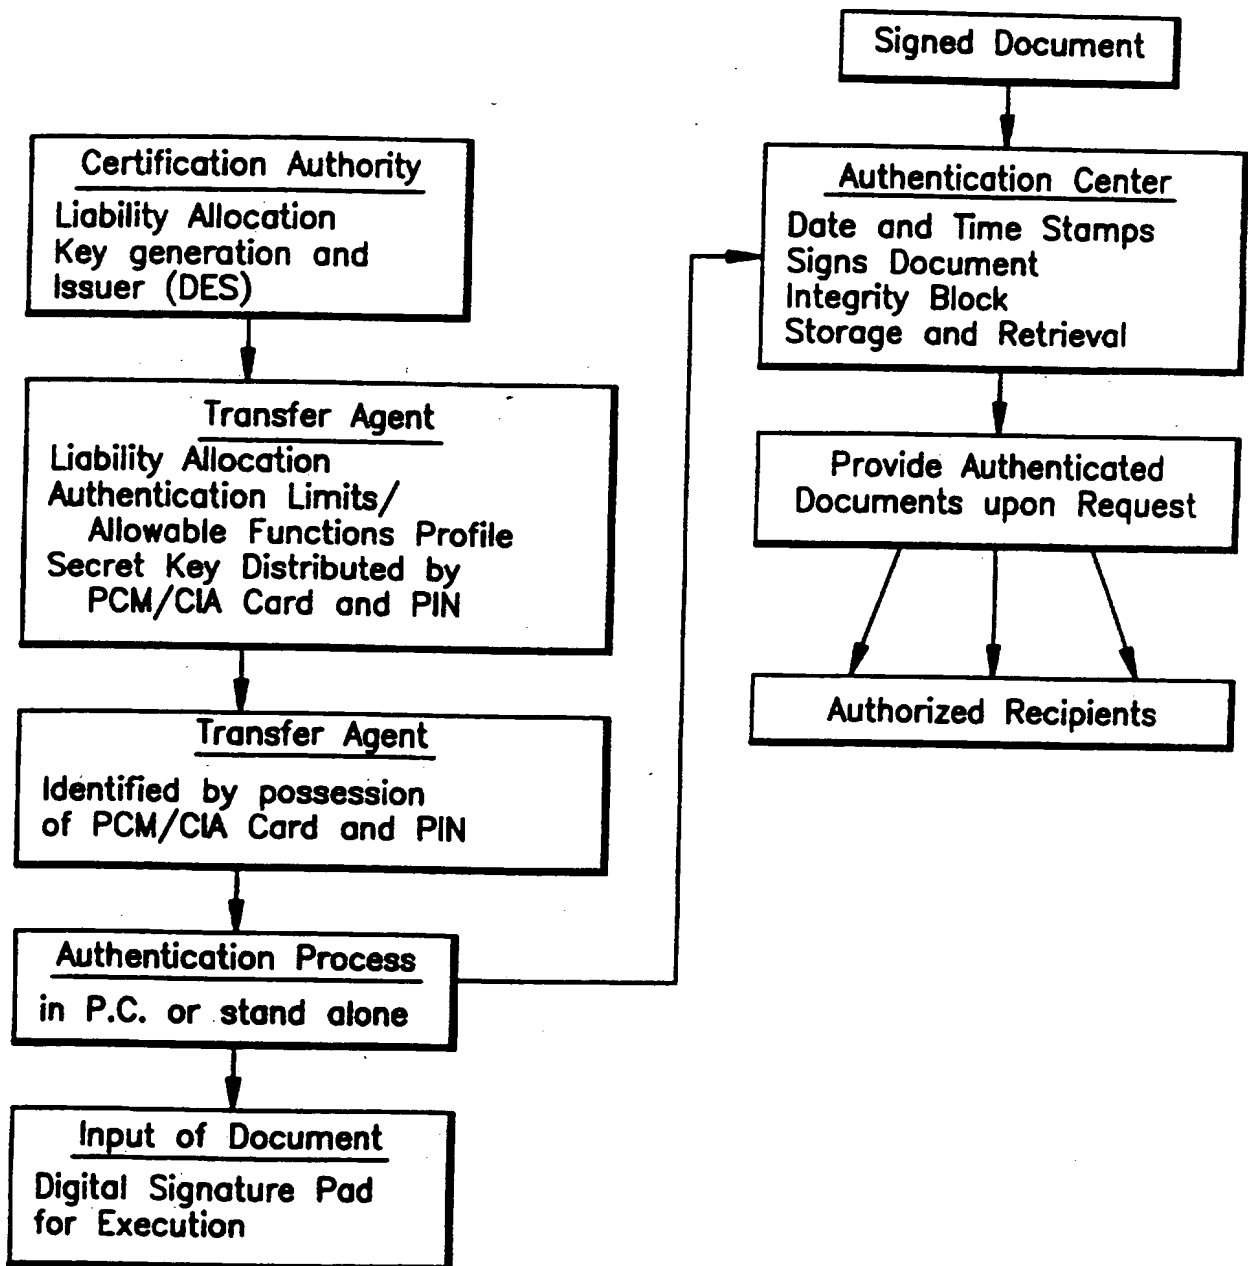 Certification Authority
Liability Allocation
Key generation and
Issuer (DES)
Transfer Agent
Liability Allocation
Authentication Limits/
Allowable Functions Profile
Secret Key Distributed by
PCM/CIA Card and PIN
Transfer Agent
Identified by possession
of PCM/CIA Card and PIN
Authentication Process
in P.C. or stand alone
Input of Document
Digital Signature Pad
for Execution
Signed Document
Authentication Center
Date and Time Stamps
Signs Document
Integrity Block
Storage and Retrieval
Provide Authenticated
Documents upon Request
Authorized Recipients